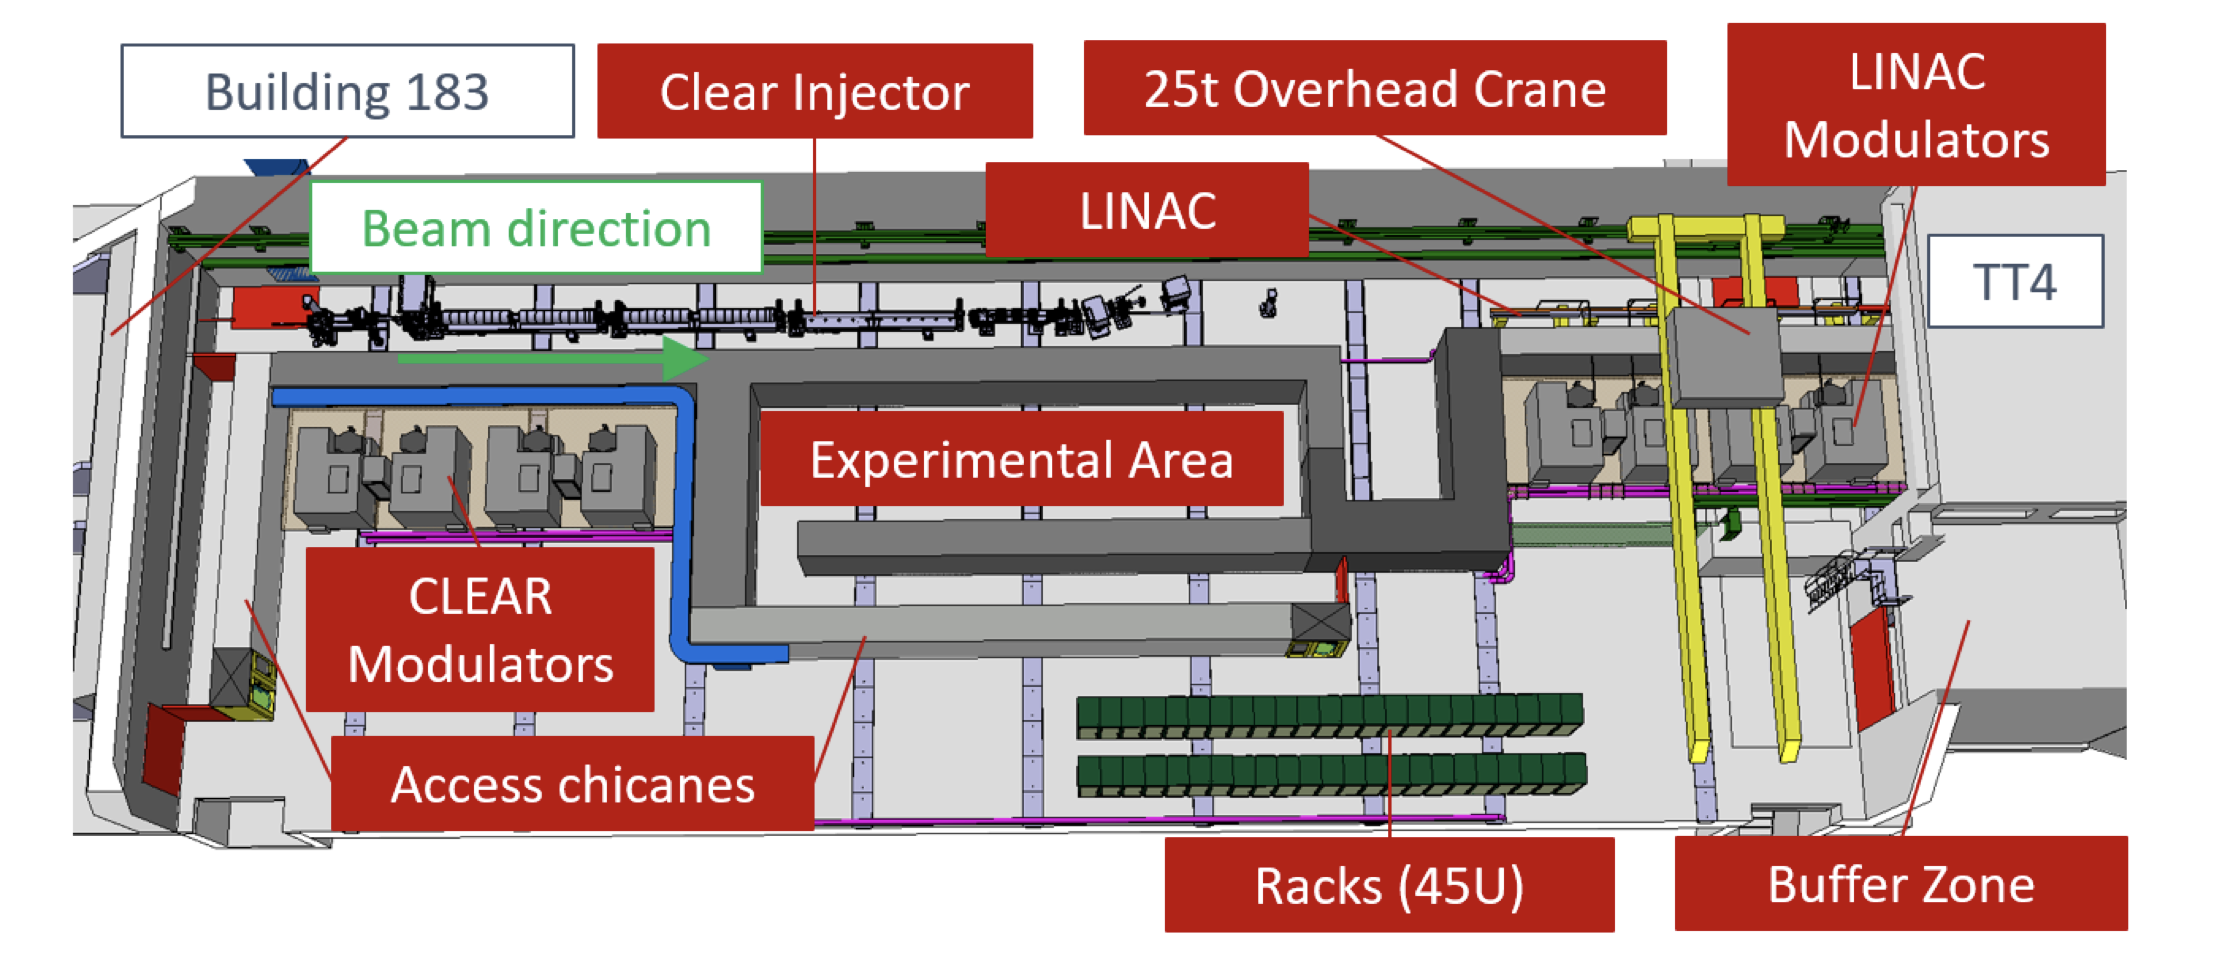 Building 183
Clear Injector
25t Overhead Crane
LINAC
Modulators
LINAC
Beam direction
TT4
Experimental Area
CLEAR
Modulators
Access chicanes
Racks (45U)
Buffer Zone